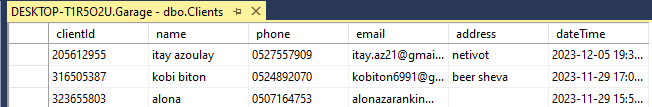 DESKTOP-T1R5O2U.Garage - dbo.Clients
clientId name phone email address dateTime
205612955 itay azoulay 0527557909 itay.az21@gmai... netivot 2023-12-05 19:3...
316505387 kobi biton 0524892070 kobiton6991@g... beer sheva 2023-11-29 17:0...
323655803 alona 0507164753 alonazarankin... 2023-11-29 15:5...